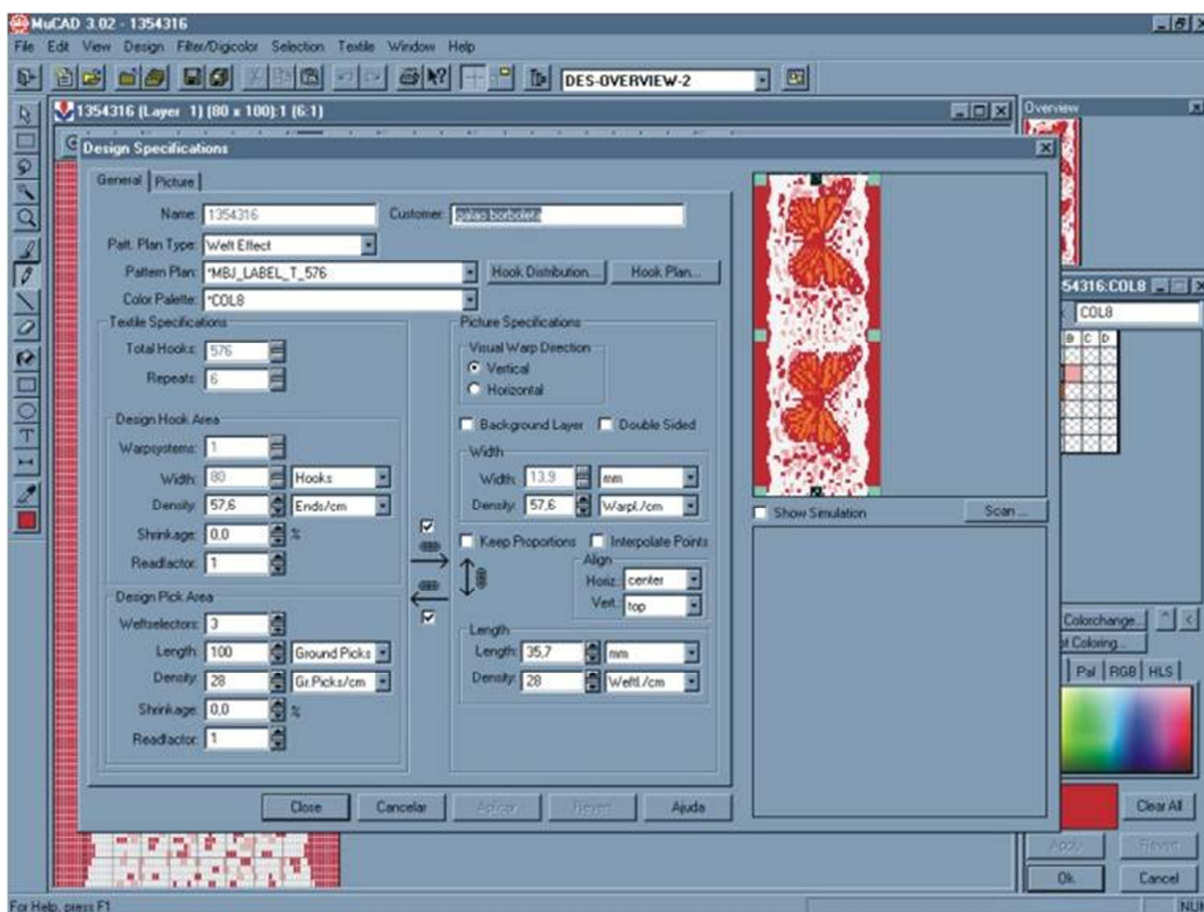 MuCAD 3.02 - 1354316
File Edit View Design Filter/Digicolor Selection Textile Window Help
DES-OVERVIEW-2
1354316 (Layer 1) (80 x 100):1 (6:1)
Overview
Design Specifications
General Picture
Name: 1354316 Customer: galao borboleta
Patt. Plan Type: Weft Effect
Pattern Plan: *MBJ_LABEL_T_576 Hook Distribution... Hook Plan...
Color Palette: *COL8
54316:COL8
COL8
B C D
Textile Specifications Picture Specifications
Total Hooks: 576
Repeats: 6
Visual Warp Direction
Vertical
Horizontal
Design Hook Area
Background Layer Double Sided
Warpsystems: 1
Width: 80 Hooks
Density: 57,6 Ends/cm
Shrinkage: 0,0 %
Readfactor: 1
Width
Width: 13,9 mm
Density: 57,6 Warpl./cm
Keep Proportions Interpolate Points
Align
Horiz.: center
Vert.: top
Design Pick Area
Weftselectors: 3
Length: 100 Ground Picks
Density: 28 Gr.Picks/cm
Shrinkage: 0,0 %
Readfactor: 1
Length
Length: 35,7 mm
Density: 28 Weftl./cm
Show Simulation Scan ...
Close Cancelar Aplicar Revert Ajuda
Colorchange...
t Coloring...
Pal RGB HLS
Clear All
Apply Revert
Ok Cancel
For Help, press F1
NUM